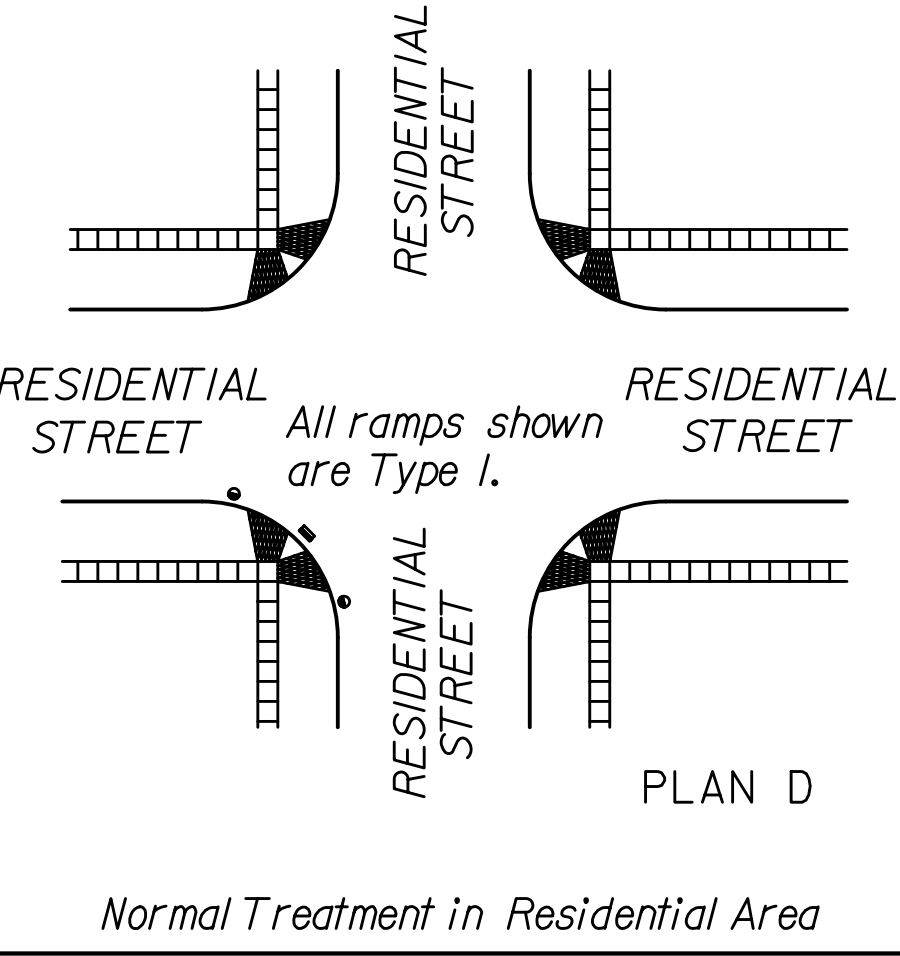 RESIDENTIAL
STREET
RESIDENTIAL
STREET
RESIDENTIAL
STREET
All ramps shown
are Type I.
RESIDENTIAL
STREET
PLAN D
Normal Treatment in Residential Area